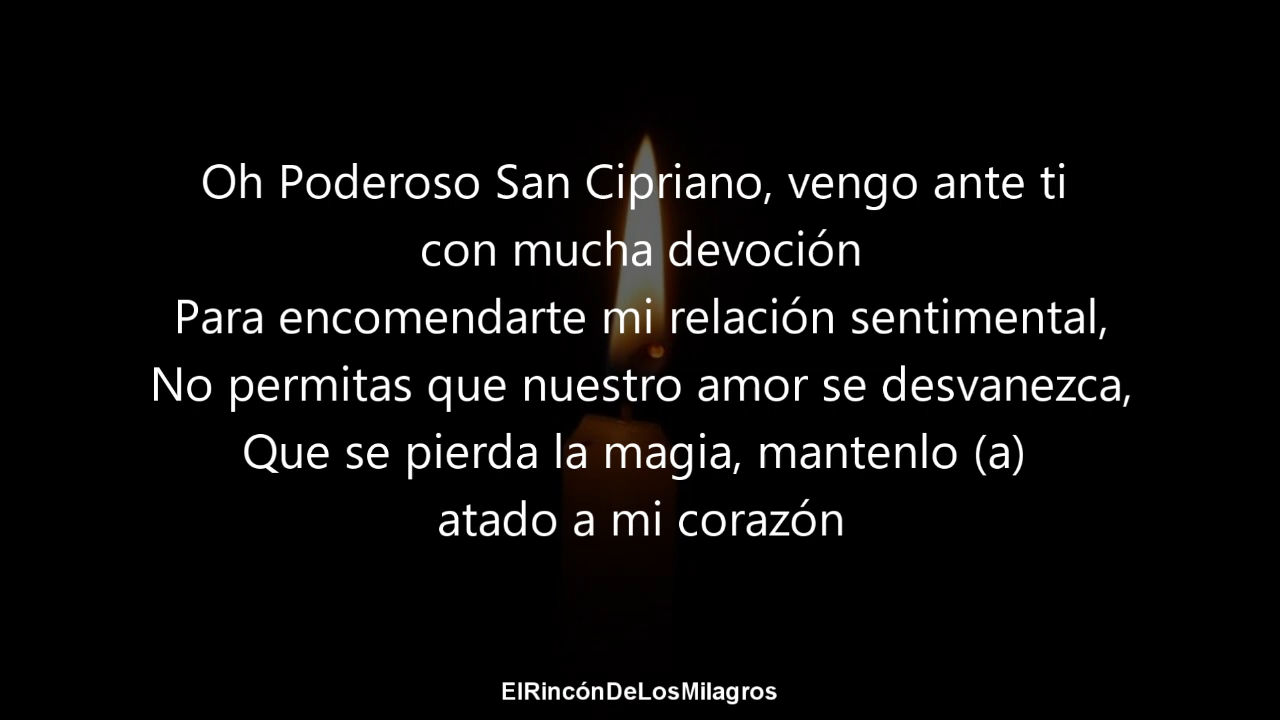 Oh Poderoso San Cipriano, vengo ante ti
con mucha devoción
Para encomendarte mi relación sentimental,
No permitas que nuestro amor se desvanezca,
Que se pierda la magia, mantenlo (a)
atado a mi corazón
ElRincónDeLosMilagros